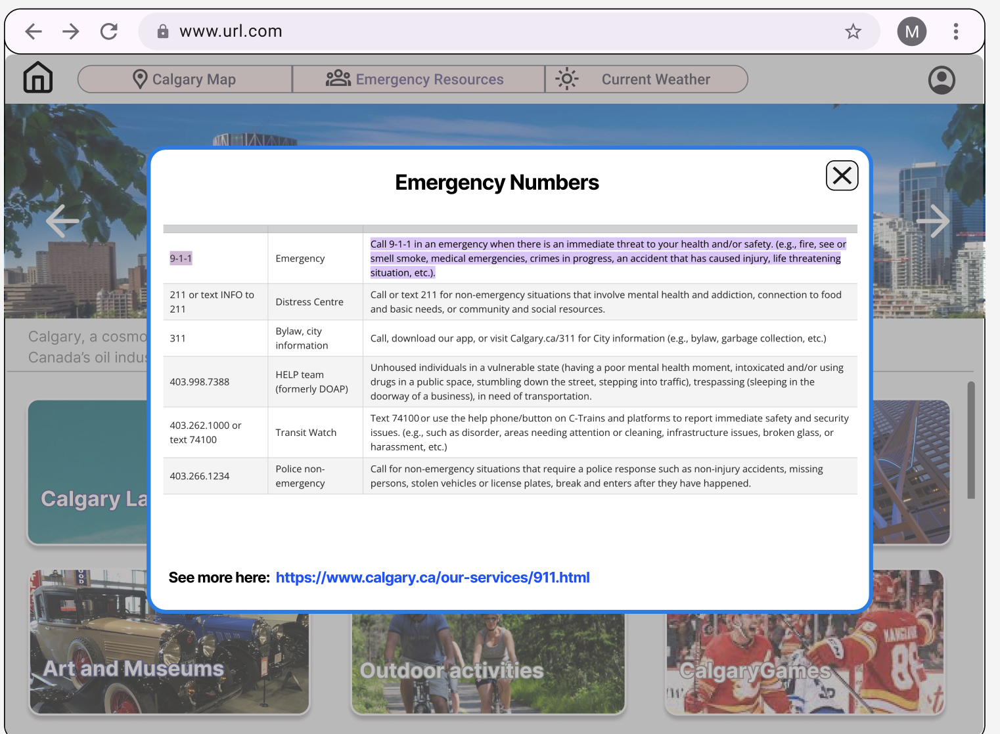 www.url.com
M
Calgary Map
Emergency Resources
Current Weather
Emergency Numbers
9-1-1
Emergency
Call 9-1-1 in an emergency when there is an immediate threat to your health and/or safety. (e.g., fire, see or
smell smoke, medical emergencies, crimes in progress, an accident that has caused injury, life threatening
situation, etc.).
211 or text INFO to
211
Distress Centre
Call or text 211 for non-emergency situations that involve mental health and addiction, connection to food
and basic needs, or community and social resources.
311
Bylaw, city
information
Call, download our app, or visit Calgary.ca/311 for City information (e.g., bylaw, garbage collection, etc.)
403.998.7388
HELP team
(formerly DOAP)
Unhoused individuals in a vulnerable state (having a poor mental health moment, intoxicated and/or using
drugs in a public space, stumbling down the street, stepping into traffic), trespassing (sleeping in the
doorway of a business), in need of transportation.
403.262.1000 or
text 74100
Transit Watch
Text 74100 or use the help phone/button on C-Trains and platforms to report immediate safety and security
issues. (e.g., such as disorder, areas needing attention or cleaning, infrastructure issues, broken glass, or
harassment, etc.)
403.266.1234
Police non-
emergency
Call for non-emergency situations that require a police response such as non-injury accidents, missing
persons, stolen vehicles or license plates, break and enters after they have happened.
See more here: https://www.calgary.ca/our-services/911.html
Calgary, a cosmo
Canada's oil indus
Calgary La
Art and Museums
Outdoor activities
CalgaryGames